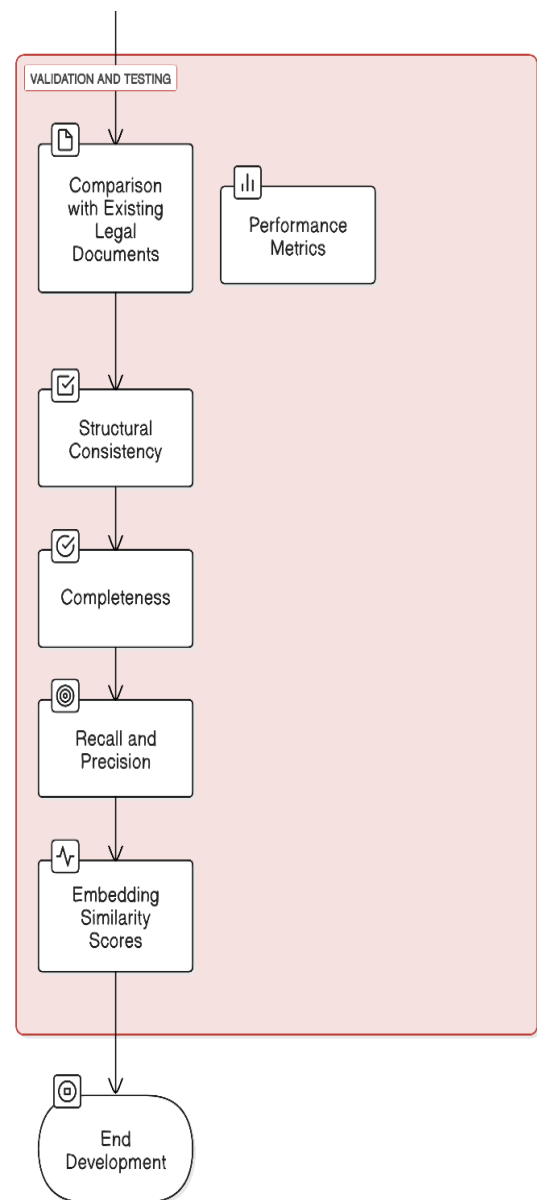 VALIDATION AND TESTING
Comparison
with Existing
Legal
Documents
Performance
Metrics
Structural
Consistency
Completeness
Recall and
Precision
Embedding
Similarity
Scores
End
Development